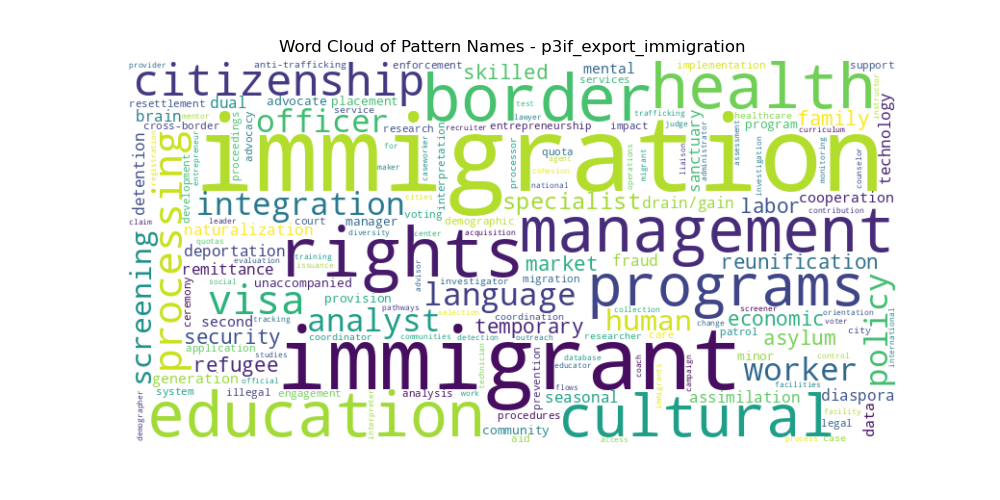 Word Cloud of Pattern Names - p3if_export_immigration
provider
anti-trafficking
enforcement
skilled
mental
implementation
support
citizenship
border
health
services
resettlement
dual
advocate
placement
test
trafficking
instructor
brain
mentor
service
officer
lawyer
healthcare
program
family
cross-border
advocacy
research
recruiter
entrepreneurship
impact
judge
curriculum
technology
immigration
detention
registration
processing
development
entrepreneur
proceedings
for
maker
caseworker
interpretation
processor
agent
cohesion
quota
operations
migrant
liaison
sanctuary
administrator
assessment
investigation
monitoring
counselor
national
cities
integration
specialist
drain/gain
labor
cooperation
contribution
claim
leader
court
manager
voting
demographic
naturalization
diversity
center
acquisition
rights
management
screening
quotas
deportation
evaluation
training
issuance
advisor
market
fraud
reunification
remittance
social
unaccompanied
investigator
migration
ceremony
visa
provision
pathways
language
programs
policy
international
second
tracking
analyst
selection
coordination
collection
screener
orientation
human
change
economic
voter
security
coordinator
communities
temporary
detection
outreach
researcher
care
patrol
city
asylum
application
studies
immigrant
refugee
database
educator
coach
campaign
minor
control
worker
generation
official
technician
prevention
work
flows
immigrants
facilities
system
illegal
engagement
analysis
seasonal
assimilation
diaspora
demographer
education
interpreter
procedures
cultural
facility
legal
data
community
aid
access
process
case